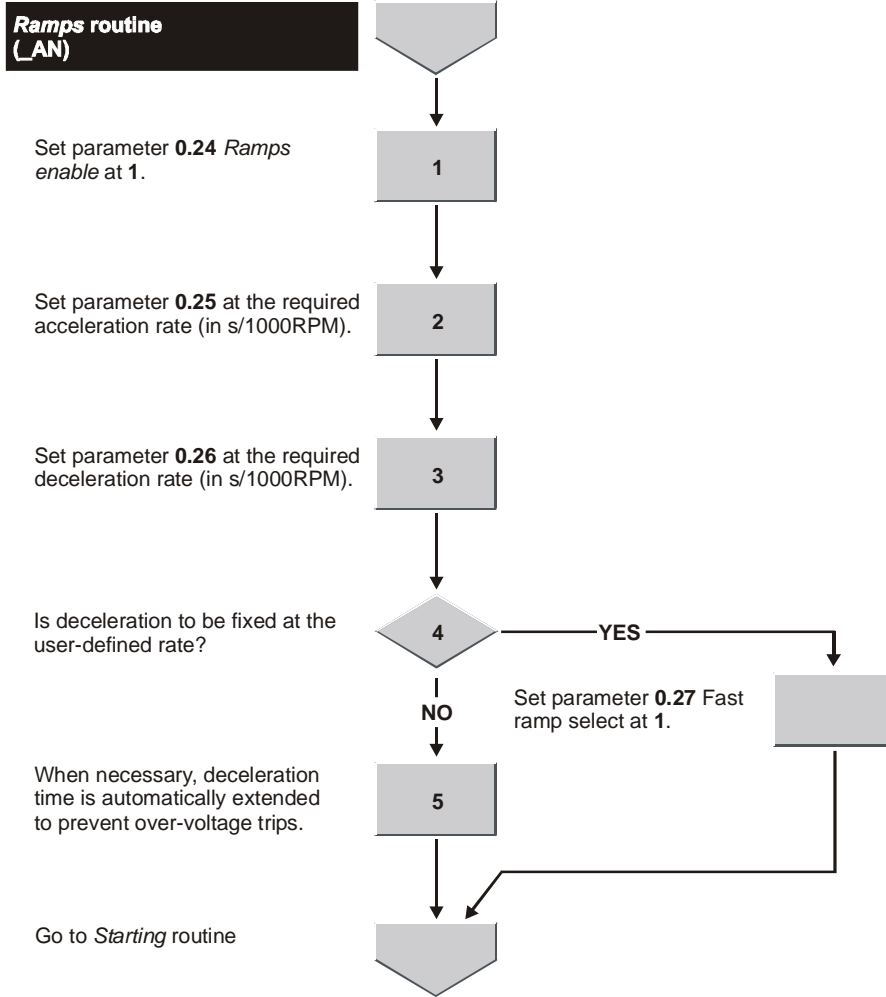 Ramps routine
(_AN)
Set parameter 0.24 Ramps
enable at 1.
1
Set parameter 0.25 at the required
acceleration rate (in s/1000RPM).
2
Set parameter 0.26 at the required
deceleration rate (in s/1000RPM).
3
Is deceleration to be fixed at the
user-defined rate?
4
YES
NO
Set parameter 0.27 Fast
ramp select at 1.
When necessary, deceleration
time is automatically extended
to prevent over-voltage trips.
5
Go to Starting routine